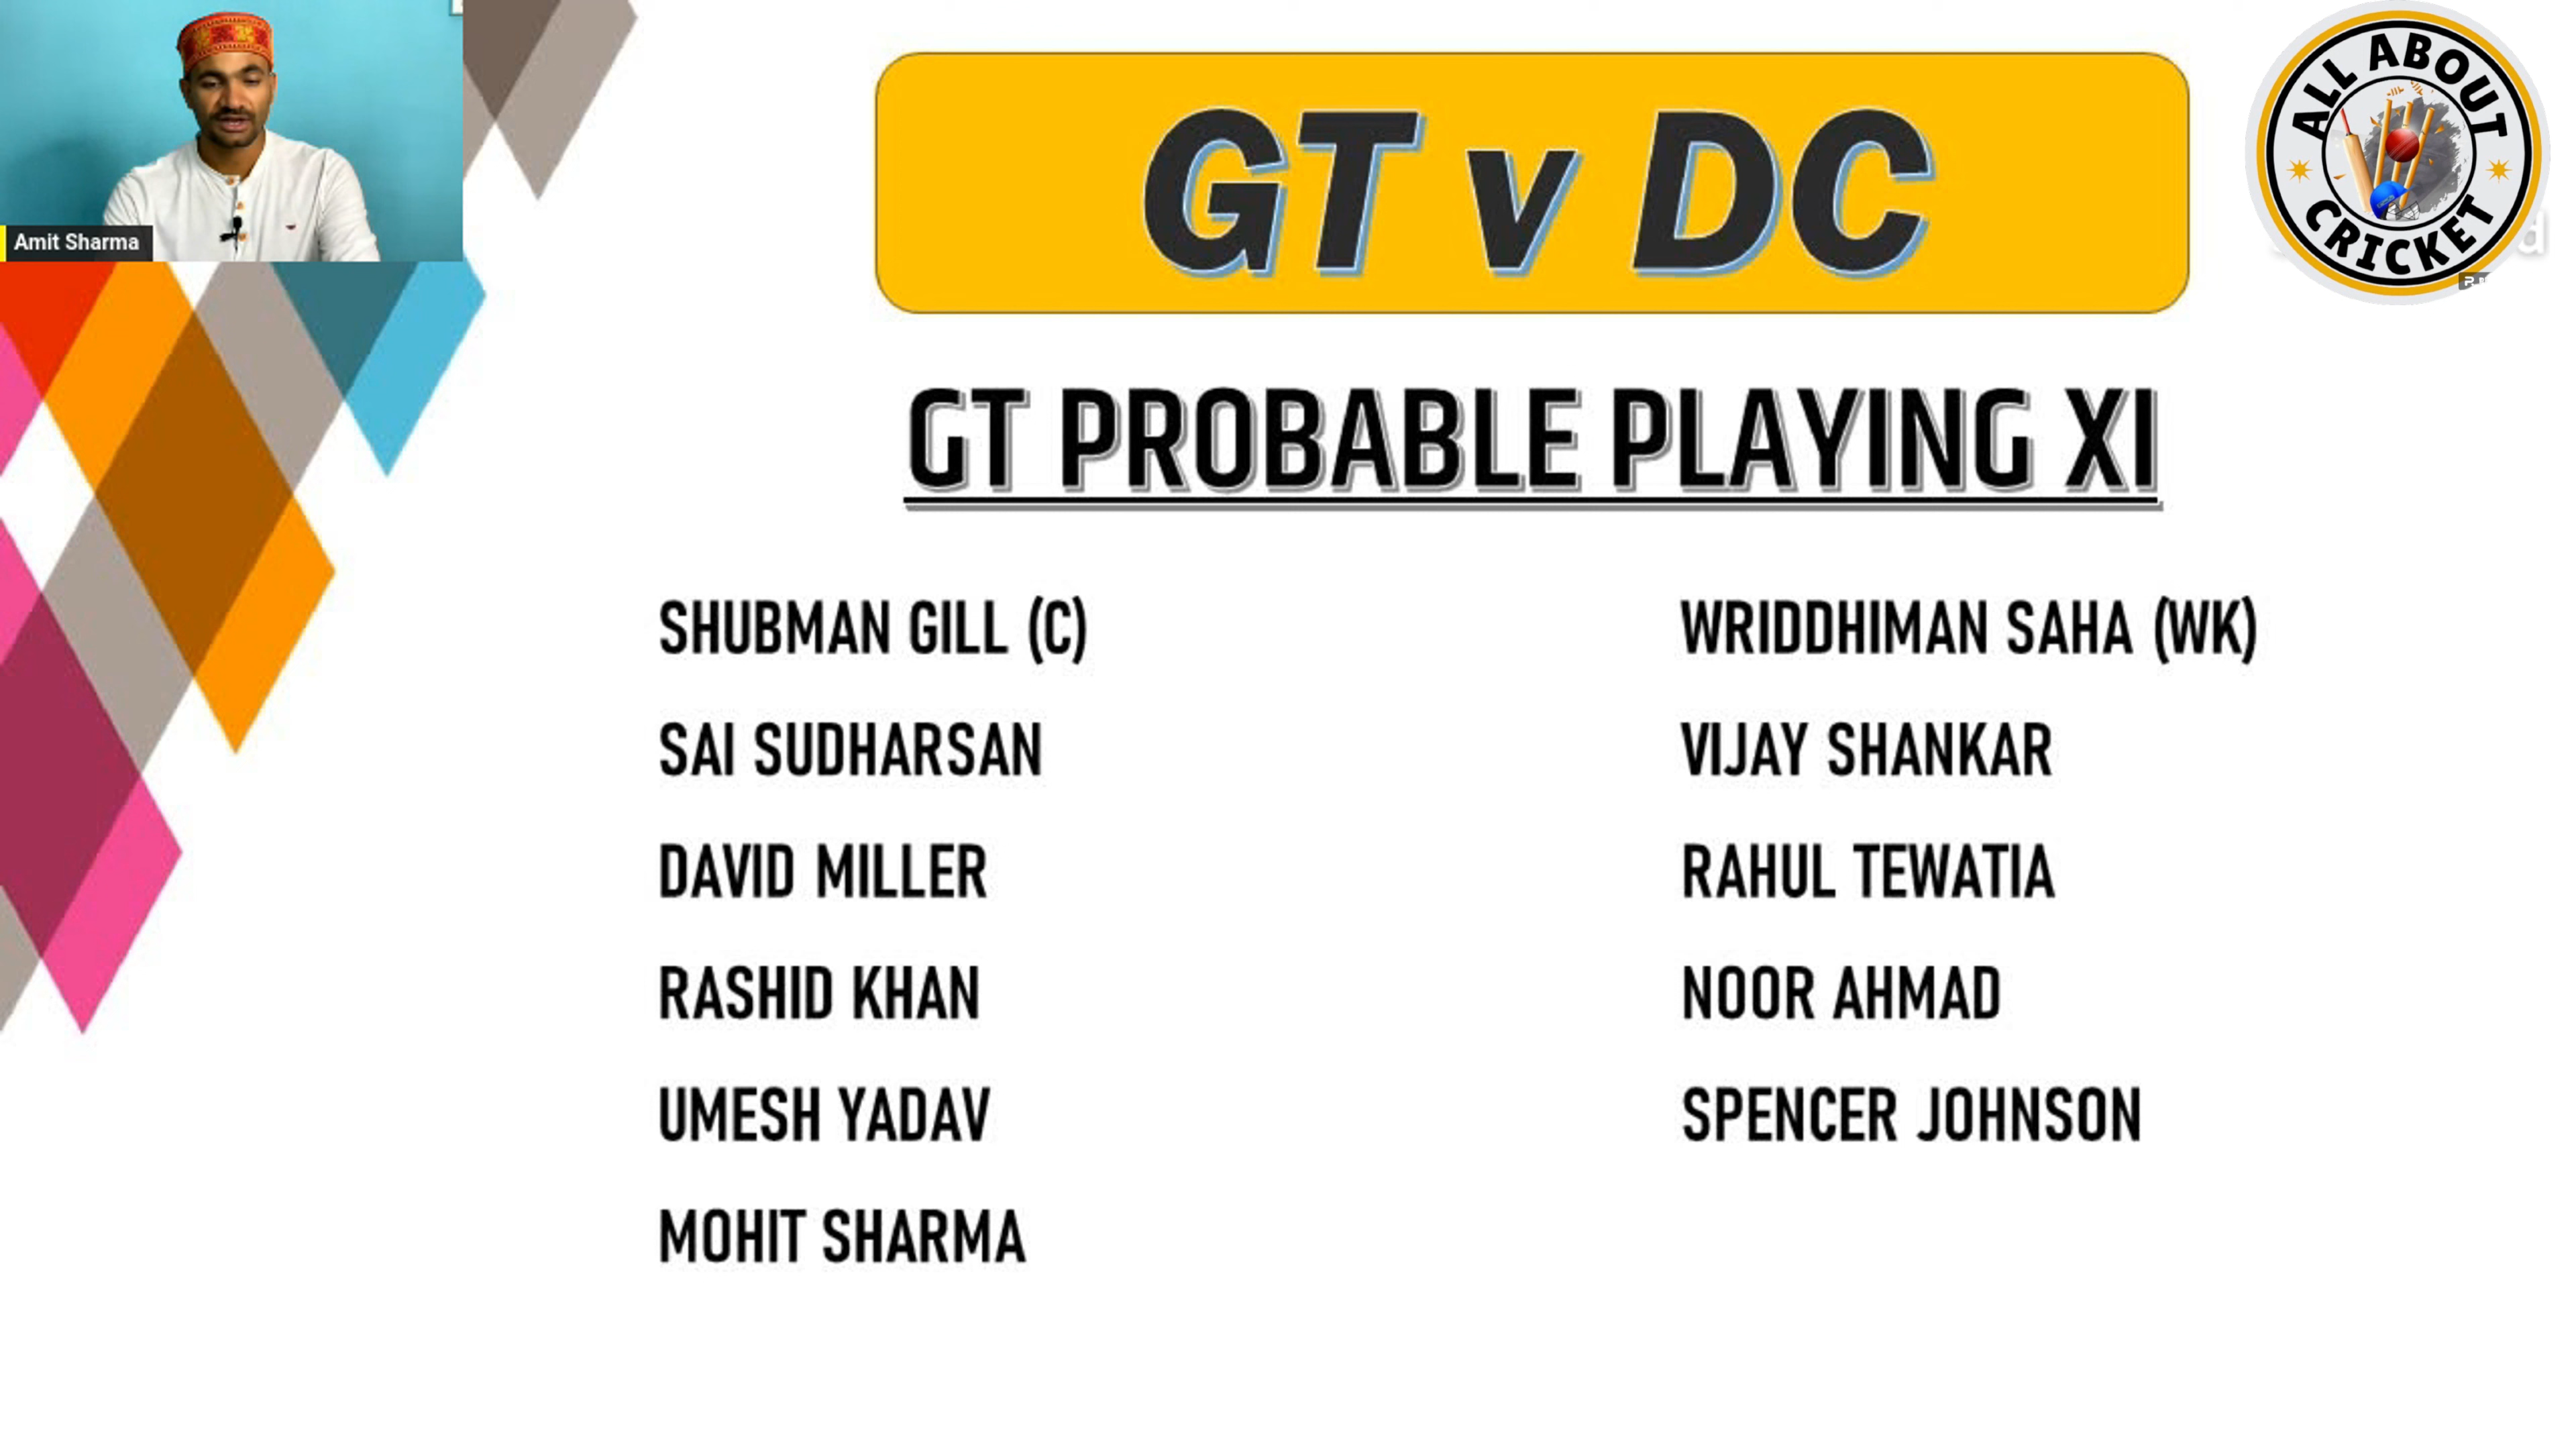 Amit Sharma
GT v DC
ALL ABOUT
CRICKET
GT PROBABLE PLAYING XI
SHUBMAN GILL (C)
WRIDDHIMAN SAHA (WK)
SAI SUDHARSAN
VIJAY SHANKAR
DAVID MILLER
RAHUL TEWATIA
RASHID KHAN
NOOR AHMAD
UMESH YADAV
SPENCER JOHNSON
MOHIT SHARMA